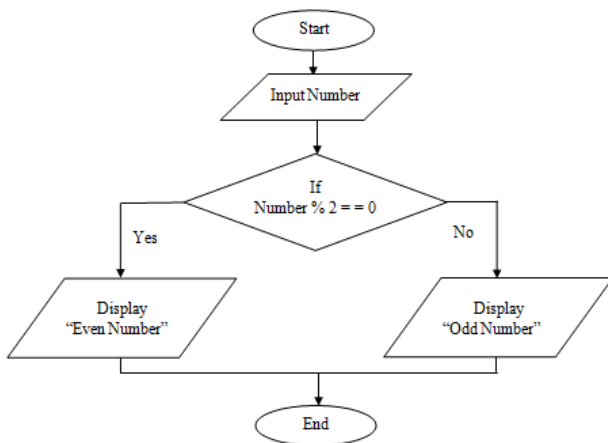 Start
Input Number
If
Number % 2 = = 0
Yes
No
Display
“Even Number”
Display
“Odd Number”
End